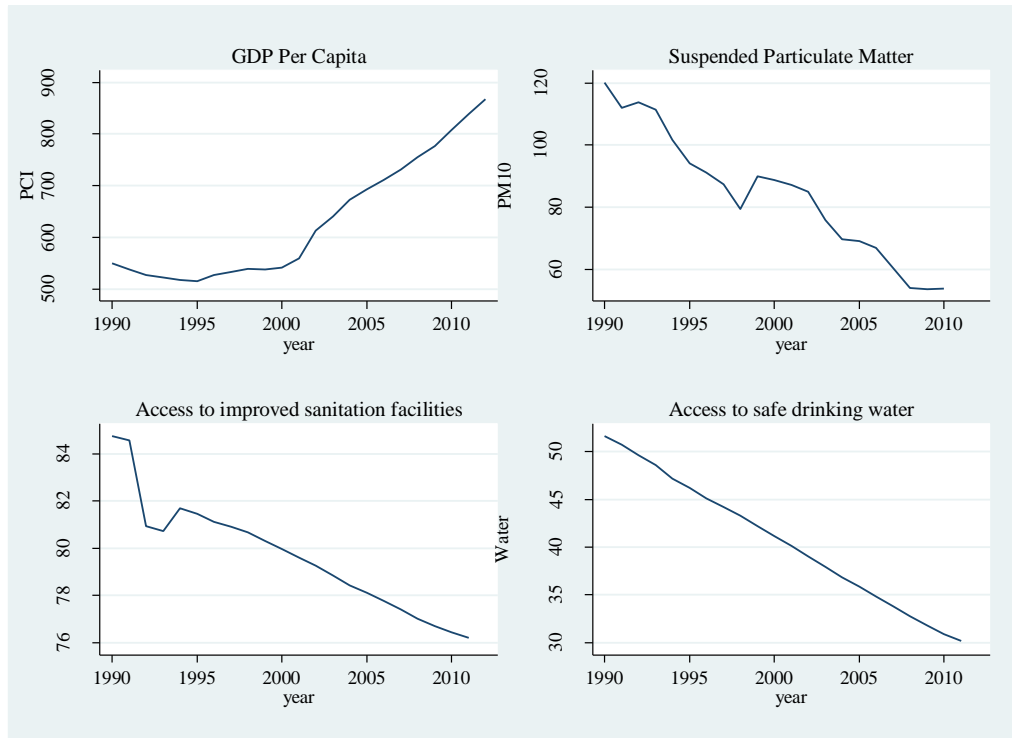 GDP Per Capita
PCI
900
800
700
600
500
1990 1995 2000 2005 2010
year
Suspended Particulate Matter
PM10
120
100
80
60
1990 1995 2000 2005 2010
year
Access to improved sanitation facilities
84
82
80
78
76
1990 1995 2000 2005 2010
year
Access to safe drinking water
Water
50
45
40
35
30
1990 1995 2000 2005 2010
year